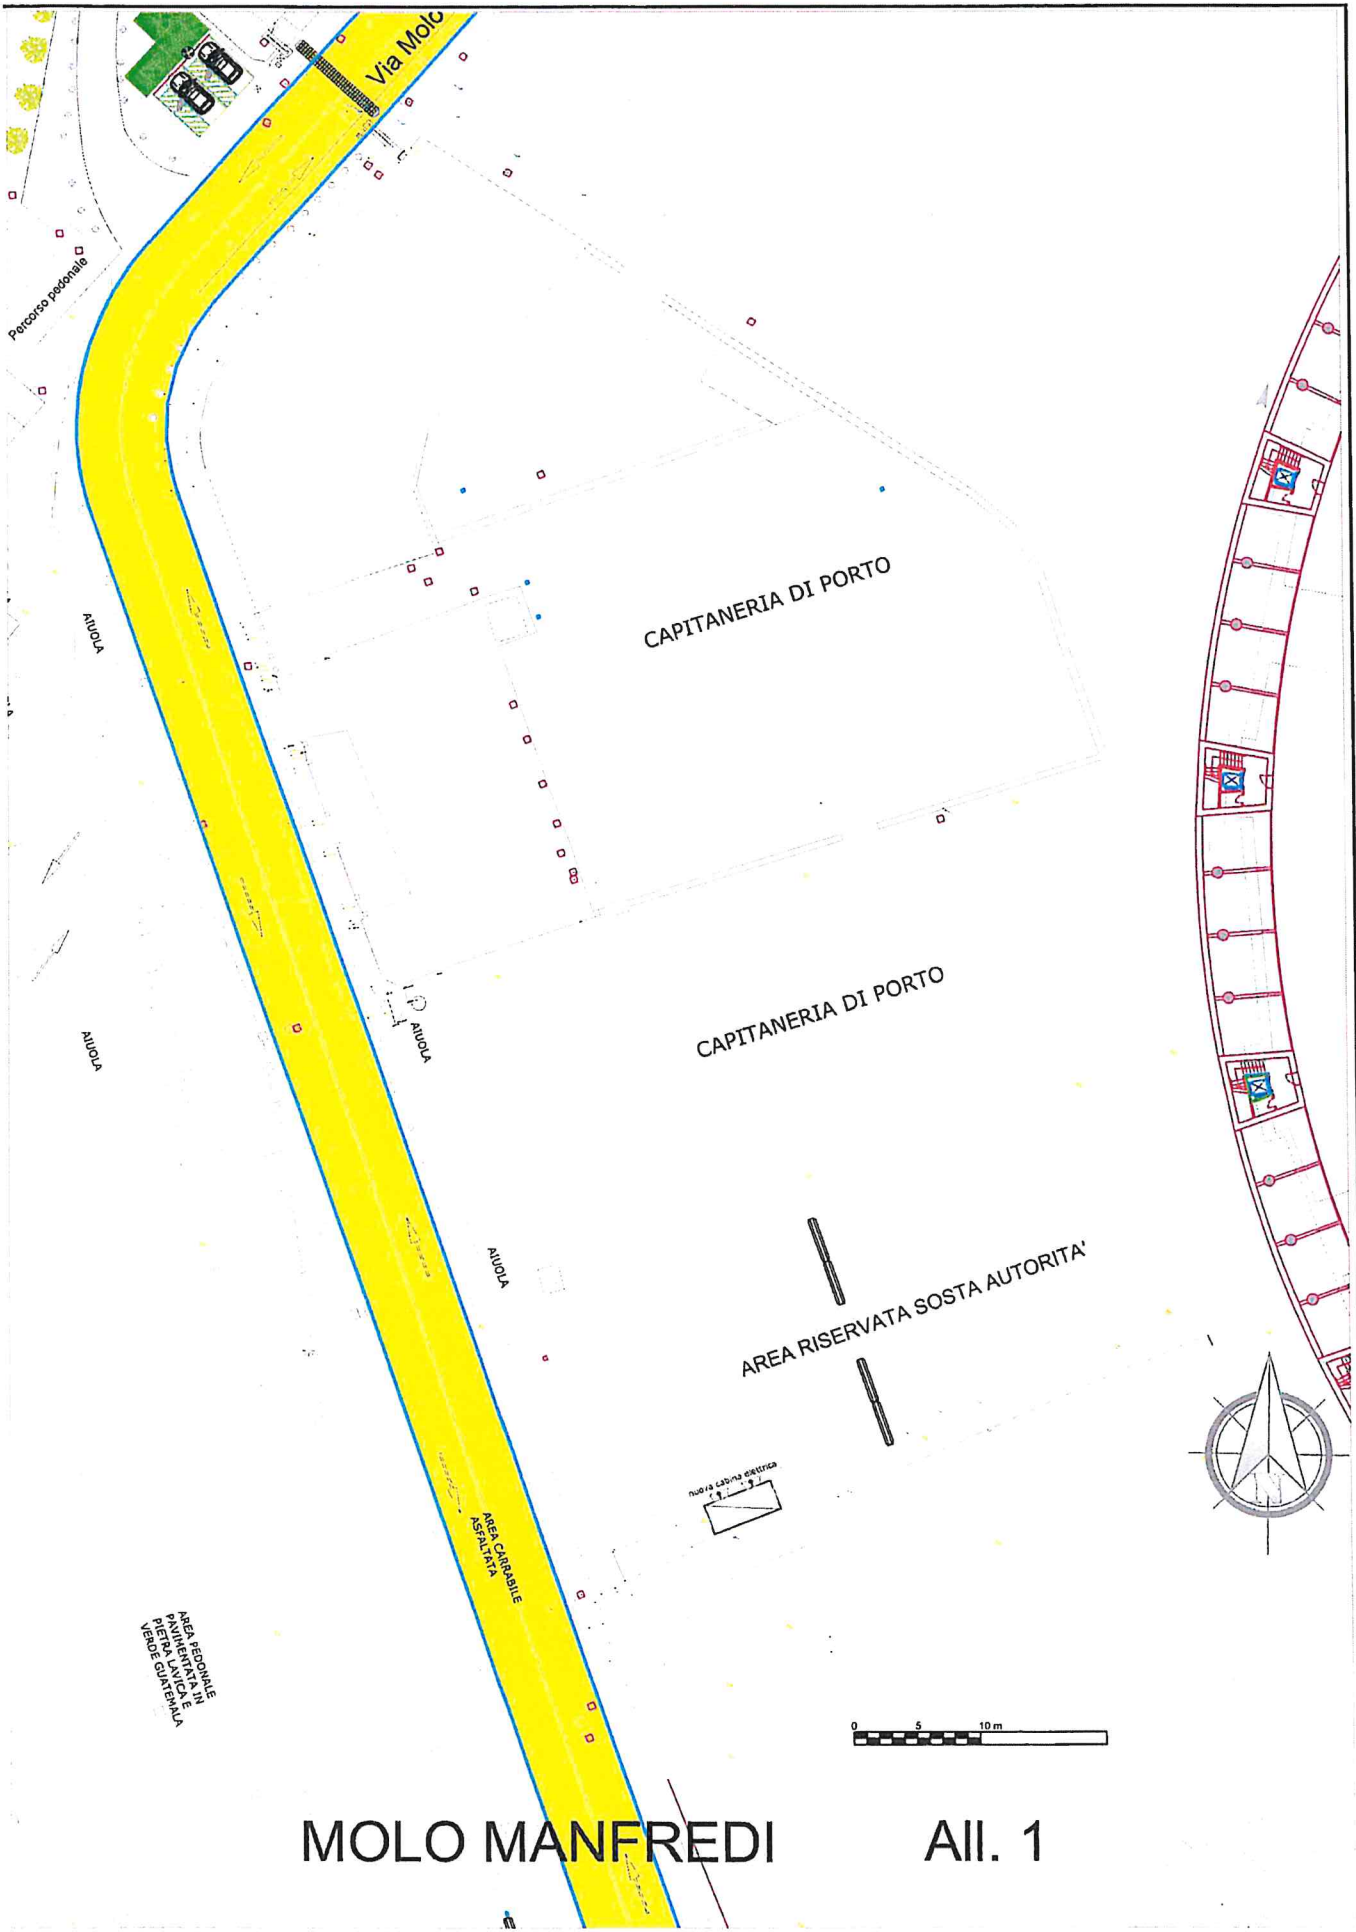 Via Molo
Percorso pedonale
CAPITANERIA DI PORTO
AIUOLA
CAPITANERIA DI PORTO
AIUOLA
AIUOLA
AIUOLA
AREA RISERVATA SOSTA AUTORITA'
N
nuova cabina elettrica
AREA CARRABILE
ASFALTATA
AREA PEDONALE
PAVIMENTATA IN
PIETRA LAVICA E
VERDE GUATEMALA
0 5 10 m
MOLO MANFREDI All. 1